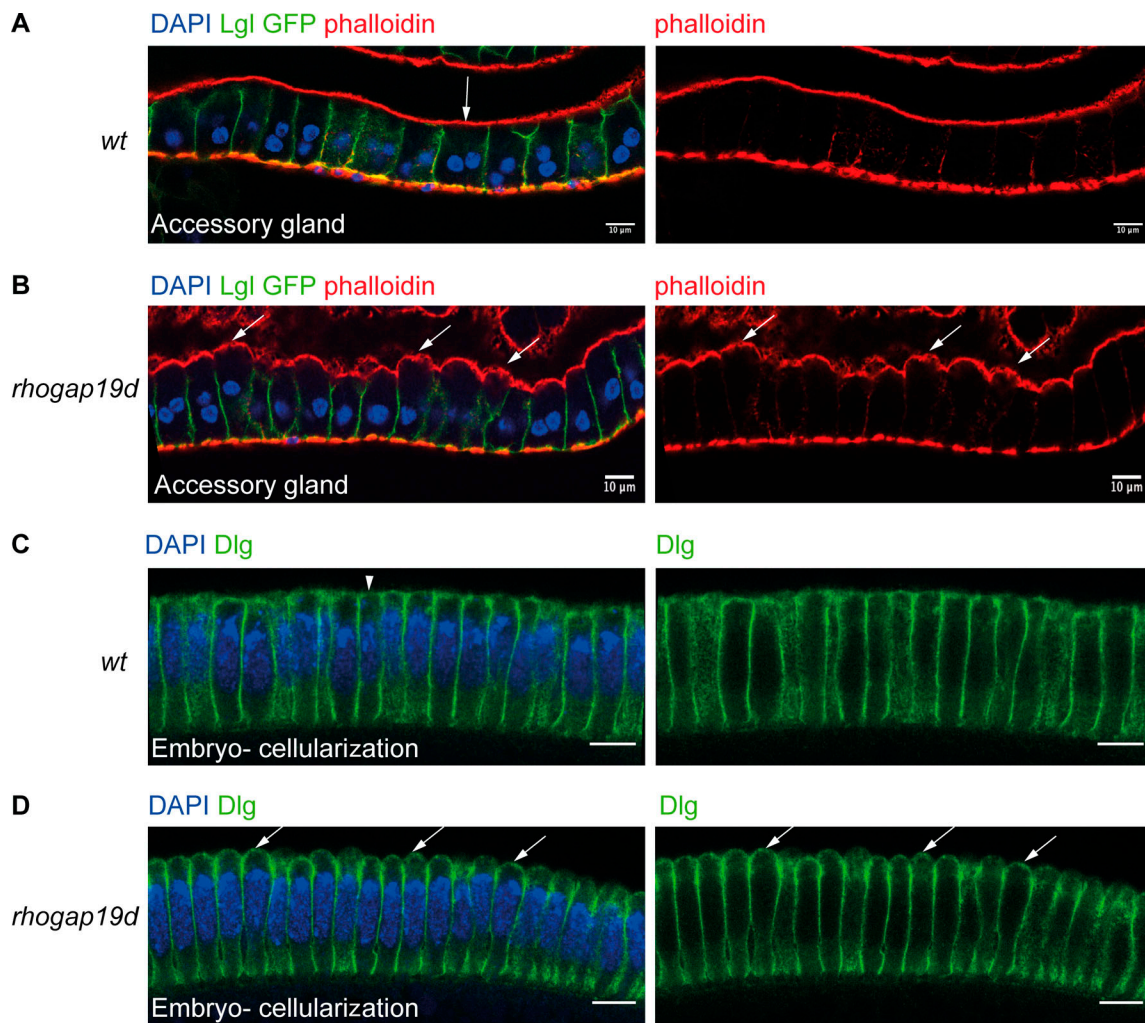 A
DAPI Lgl GFP phalloidin
phalloidin
wt
Accessory gland
10 µm
10 µm
B
DAPI Lgl GFP phalloidin
phalloidin
rhogap19d
Accessory gland
10 µm
10 µm
C
DAPI Dlg
Dlg
wt
Embryo- cellularization
D
DAPI Dlg
Dlg
rhogap19d
Embryo- cellularization